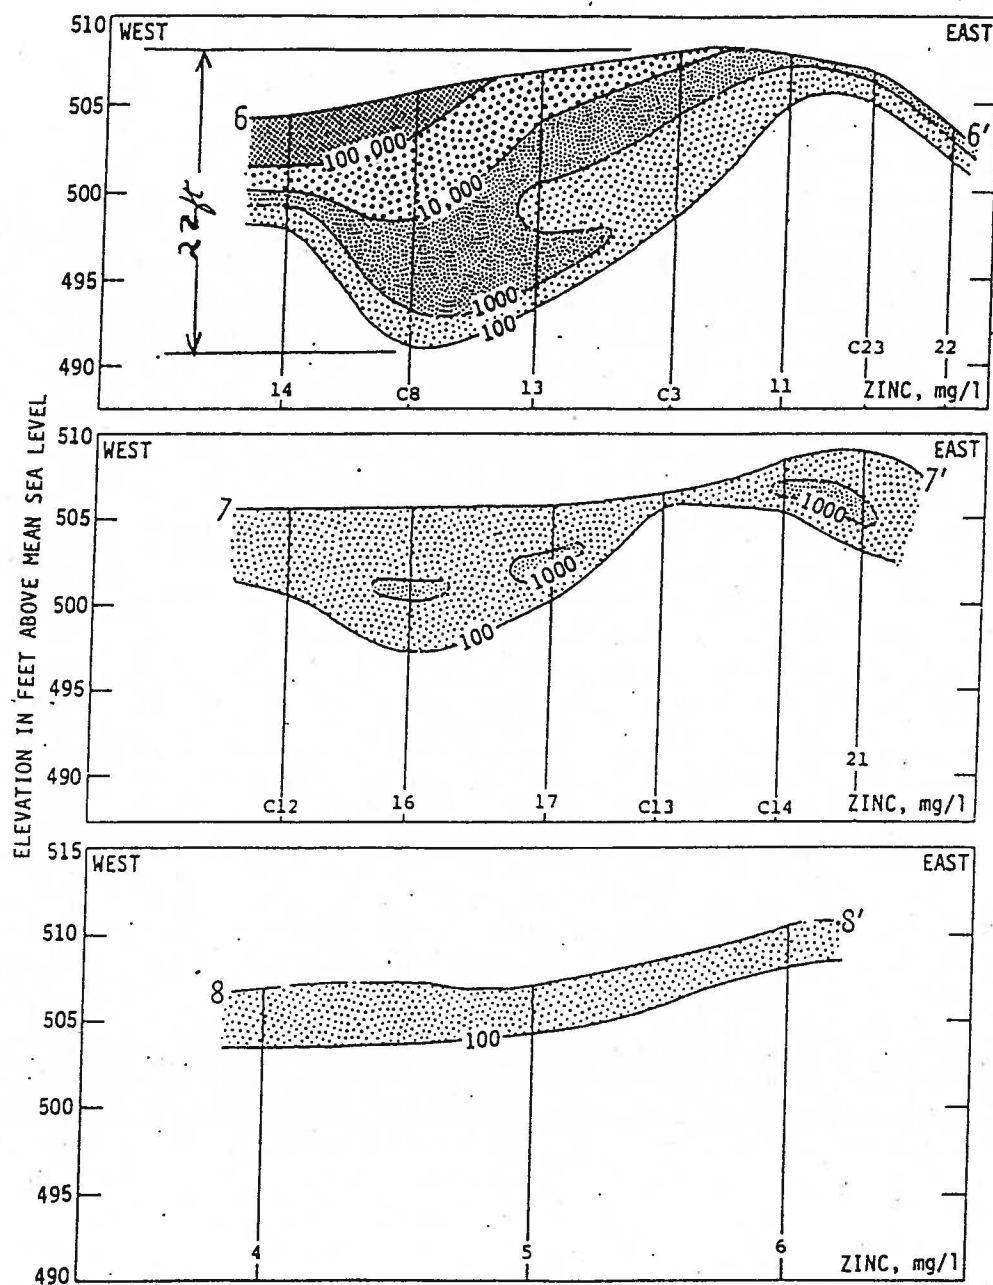 ELEVATION IN FEET ABOVE MEAN SEA LEVEL
510
WEST
EAST
505
6
100,000
6'
500
10,000
22 ft
495
1000
100
490
C23
22
14
C8
13
C3
11
ZINC, mg/l
510
WEST
EAST
7
7'
505
1000
1000
500
100
495
490
21
C12
16
17
C13
C14
ZINC, mg/l
515
WEST
EAST
510
8'
8
505
100
500
495
490
4
5
6
ZINC, mg/l